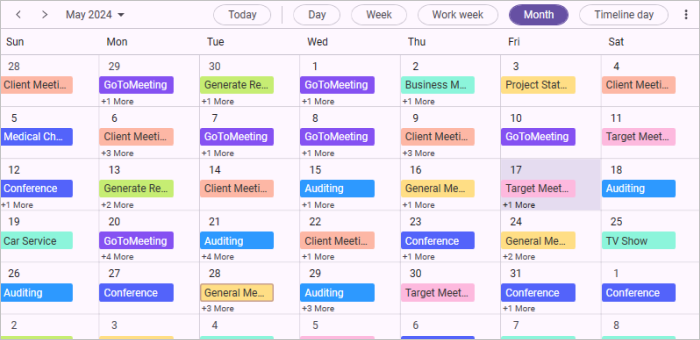 May 2024 Today Day Week Work week Month Timeline day
Sun Mon Tue Wed Thu Fri Sat
28 29 30 1 2 3 4
Client Meeti... GoToMeeting Generate Re... GoToMeeting Business M... Project Stat... Client Meeti...
+1 More +1 More +1 More +1 More
5 6 7 8 9 10 11
Medical Ch... Client Meeti... GoToMeeting GoToMeeting Client Meeti... GoToMeeting Target Meet...
+3 More +1 More +1 More +3 More
12 13 14 15 16 17 18
Conference Generate Re... Client Meeti... Auditing General Me... Target Meet... Auditing
+1 More +2 More +1 More +1 More +1 More
19 20 21 22 23 24 25
Car Service GoToMeeting Auditing Client Meeti... Conference General Me... TV Show
+4 More +4 More +1 More +1 More +2 More
26 27 28 29 30 31 1
Auditing Conference General Me... Auditing Target Meet... Conference Conference
+3 More +3 More +1 More
2 3 4 5 6 7 8